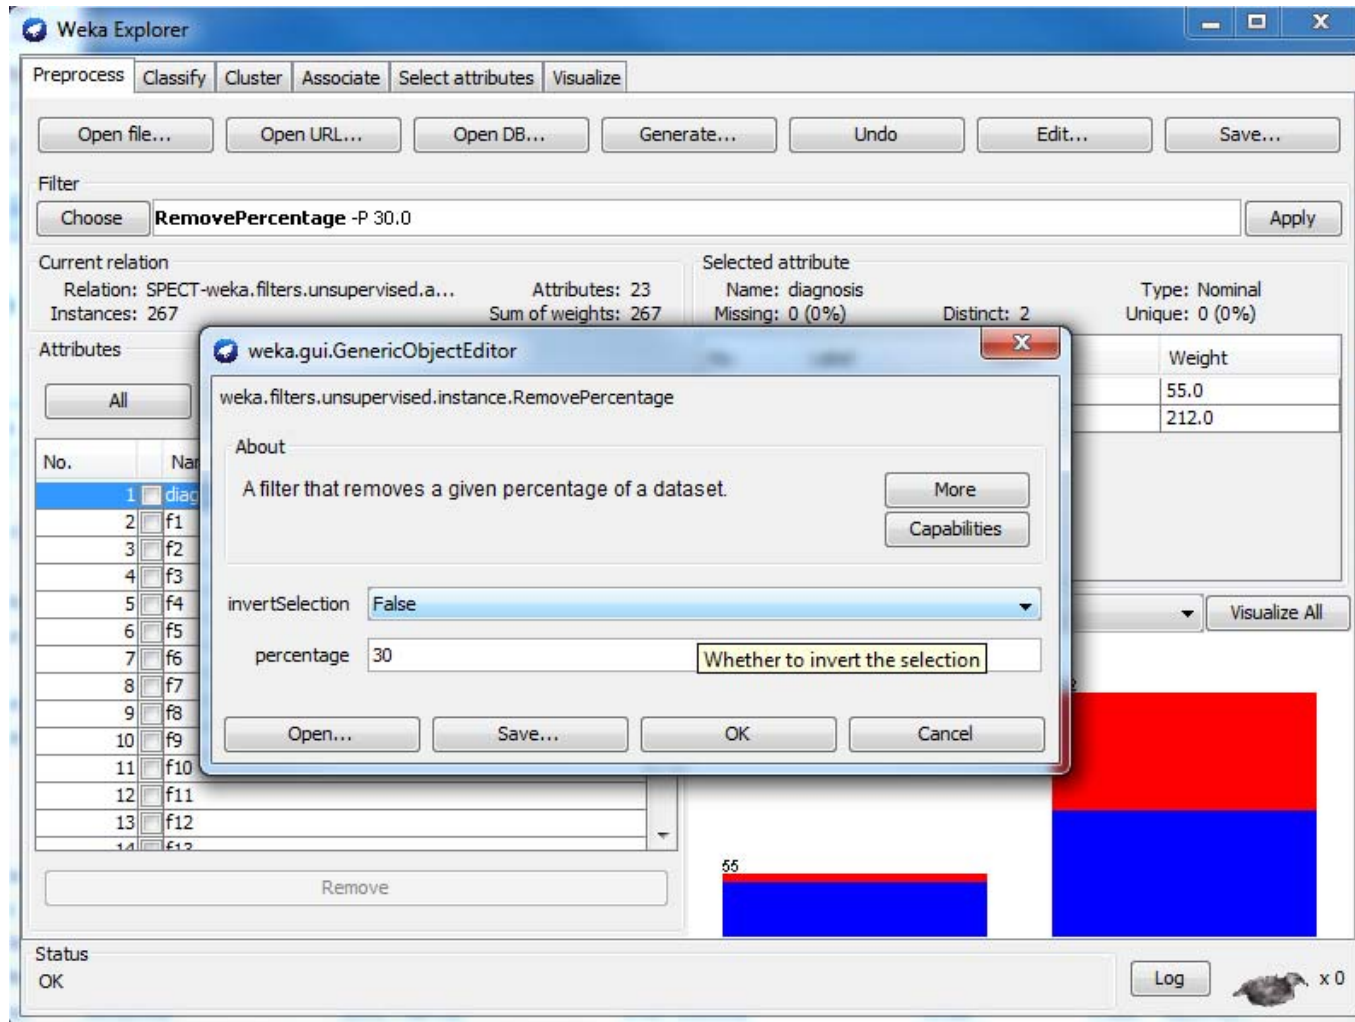 Weka Explorer
Preprocess Classify Cluster Associate Select attributes Visualize
Open file... Open URL... Open DB... Generate... Undo Edit... Save...
Filter
Choose RemovePercentage -P 30.0 Apply
Current relation Selected attribute
Relation: SPECT-weka.filters.unsupervised.a... Attributes: 23 Name: diagnosis Type: Nominal
Instances: 267 Sum of weights: 267 Missing: 0 (0%) Distinct: 2 Unique: 0 (0%)
Attributes weka.gui.GenericObjectEditor Weight
All weka.filters.unsupervised.instance.RemovePercentage 55.0
212.0
About
No.
A filter that removes a given percentage of a dataset. More
1 diag
2 f1 Capabilities
3 f2
4 f3
5 f4 invertSelection False Visualize All
6 f5
7 f6 percentage 30 Whether to invert the selection
8 f7
9 f8
10 f9 Open... Save... OK Cancel
11 f10
12 f11
13 f12
14 f13
55
Remove
Status
OK Log x 0